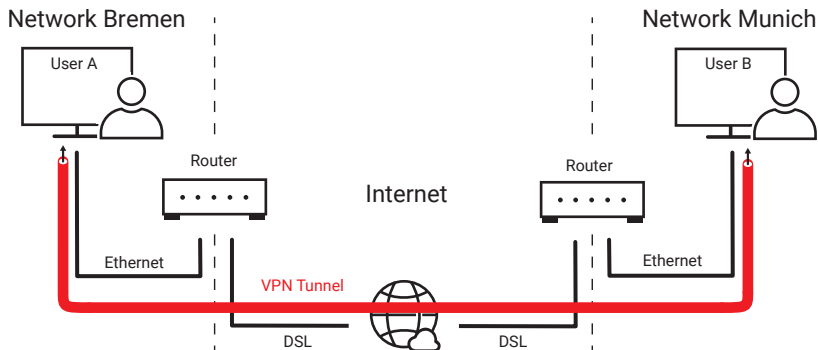 Network Bremen
Network Munich
User A
User B
Router
Router
Internet
Ethernet
Ethernet
VPN Tunnel
DSL
DSL